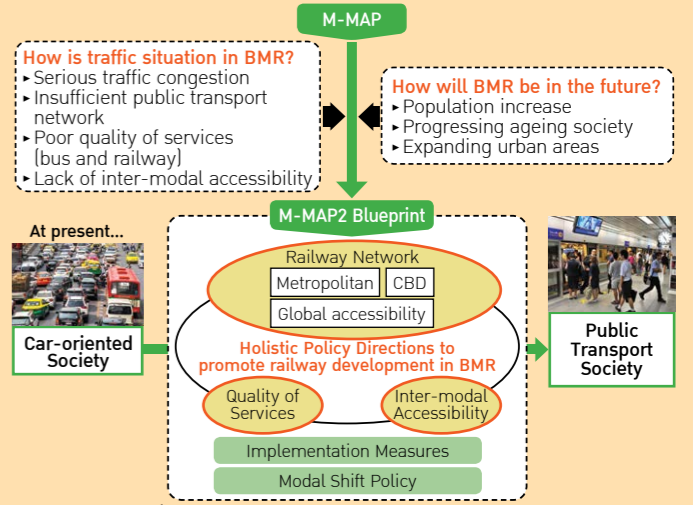 M-MAP
How is traffic situation in BMR?
▸ Serious traffic congestion
▸ Insufficient public transport
network
▸ Poor quality of services
(bus and railway)
▸ Lack of inter-modal accessibility
How will BMR be in the future?
▸ Population increase
▸ Progressing ageing society
▸ Expanding urban areas
M-MAP2 Blueprint
At present...
Car-oriented
Society
Railway Network
Metropolitan
CBD
Global accessibility
Holistic Policy Directions to
promote railway development in BMR
Quality of
Services
Inter-modal
Accessibility
Implementation Measures
Modal Shift Policy
Public
Transport
Society